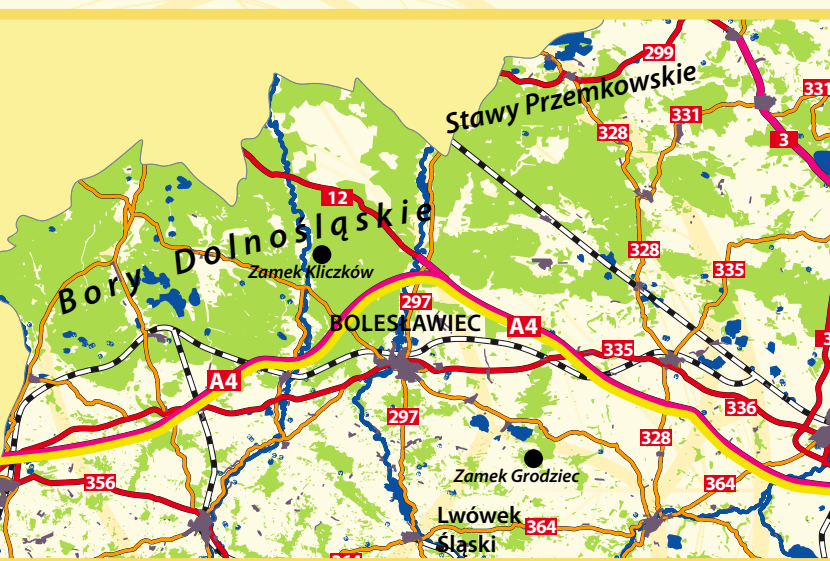 299
Stawy Przemkowskie
331
331
328
3
12
Bory Dolnośląskie
328
Zamek Kliczków
335
297
BOLESŁAWIEC
A4
335
A4
336
297
328
Zamek Grodziec
356
364
Lwówek
Śląski
364